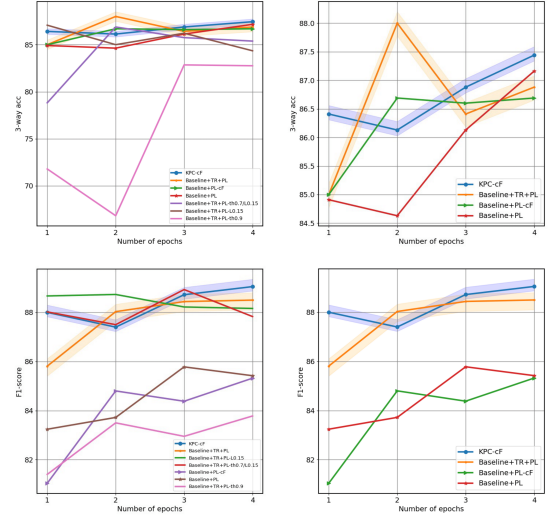 3-way acc
85
80
75
70
1
2
3
4
Number of epochs
KPC-cF
Baseline+TR+PL
Baseline+PL-cF
Baseline+PL
Baseline+TR+PL-th0.7/L0.15
Baseline+TR+PL-L0.15
Baseline+TR+PL-th0.9
3-way acc
88.0
87.5
87.0
86.5
86.0
85.5
85.0
84.5
1
2
3
4
Number of epochs
KPC-cF
Baseline+TR+PL
Baseline+PL-cF
Baseline+PL
F1-score
88
86
84
82
1
2
3
4
Number of epochs
KPC-cF
Baseline+TR+PL
Baseline+TR+PL-L0.15
Baseline+TR+PL-th0.7/L0.15
Baseline+PL-cF
Baseline+PL
Baseline+TR+PL-th0.9
F1-score
88
86
84
82
1
2
3
4
Number of epochs
KPC-cF
Baseline+TR+PL
Baseline+PL-cF
Baseline+PL